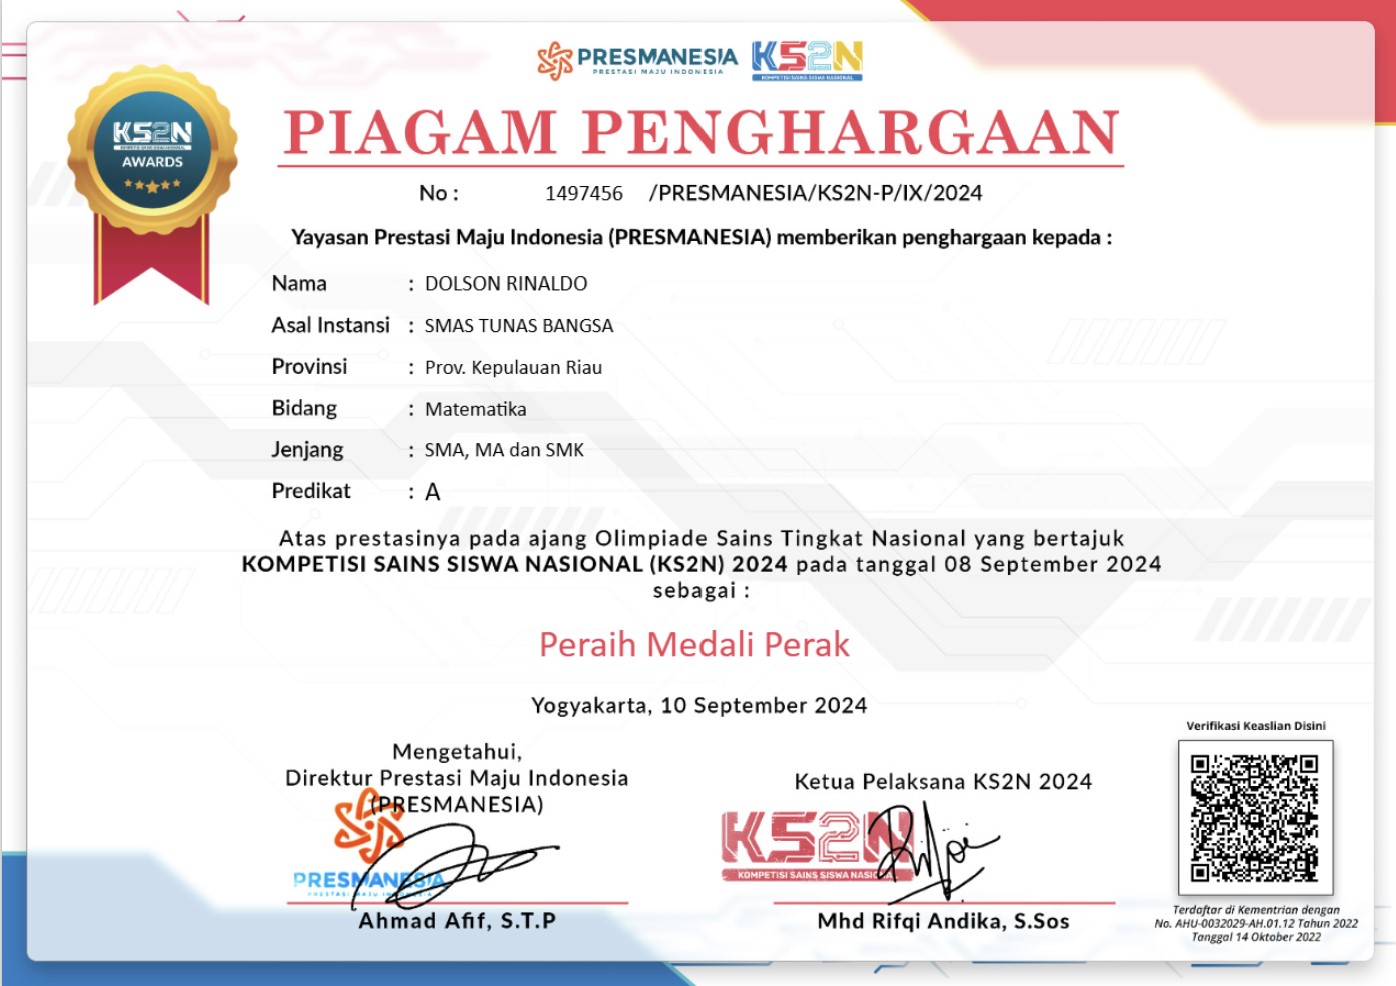 PRESMANESIA
PRESTASI MAJU INDONESIA
KS2N
KOMPETISI SAINS SISWA NASIONAL
KS2N
AWARDS
PIAGAM PENGHARGAAN
No : 1497456 /PRESMANESIA/KS2N-P/IX/2024
Yayasan Prestasi Maju Indonesia (PRESMANESIA) memberikan penghargaan kepada :
Nama : DOLSON RINALDO
Asal Instansi : SMAS TUNAS BANGSA
Provinsi : Prov. Kepulauan Riau
Bidang : Matematika
Jenjang : SMA, MA dan SMK
Predikat : A
Atas prestasinya pada ajang Olimpiade Sains Tingkat Nasional yang bertajuk
KOMPETISI SAINS SISWA NASIONAL (KS2N) 2024 pada tanggal 08 September 2024
sebagai :
Peraih Medali Perak
Yogyakarta, 10 September 2024
Mengetahui,
Direktur Prestasi Maju Indonesia
(PRESMANESIA)
PRESMANESIA
PRESTASI MAJU INDONESIA
Ahmad Afif, S.T.P
Ketua Pelaksana KS2N 2024
KS2N
KOMPETISI SAINS SISWA NASIONAL
Mhd Rifqi Andika, S.Sos
Verifikasi Keaslian Disini
Terdaftar di Kementrian dengan
No. AHU-0032029-AH.01.12 Tahun 2022
Tanggal 14 Oktober 2022